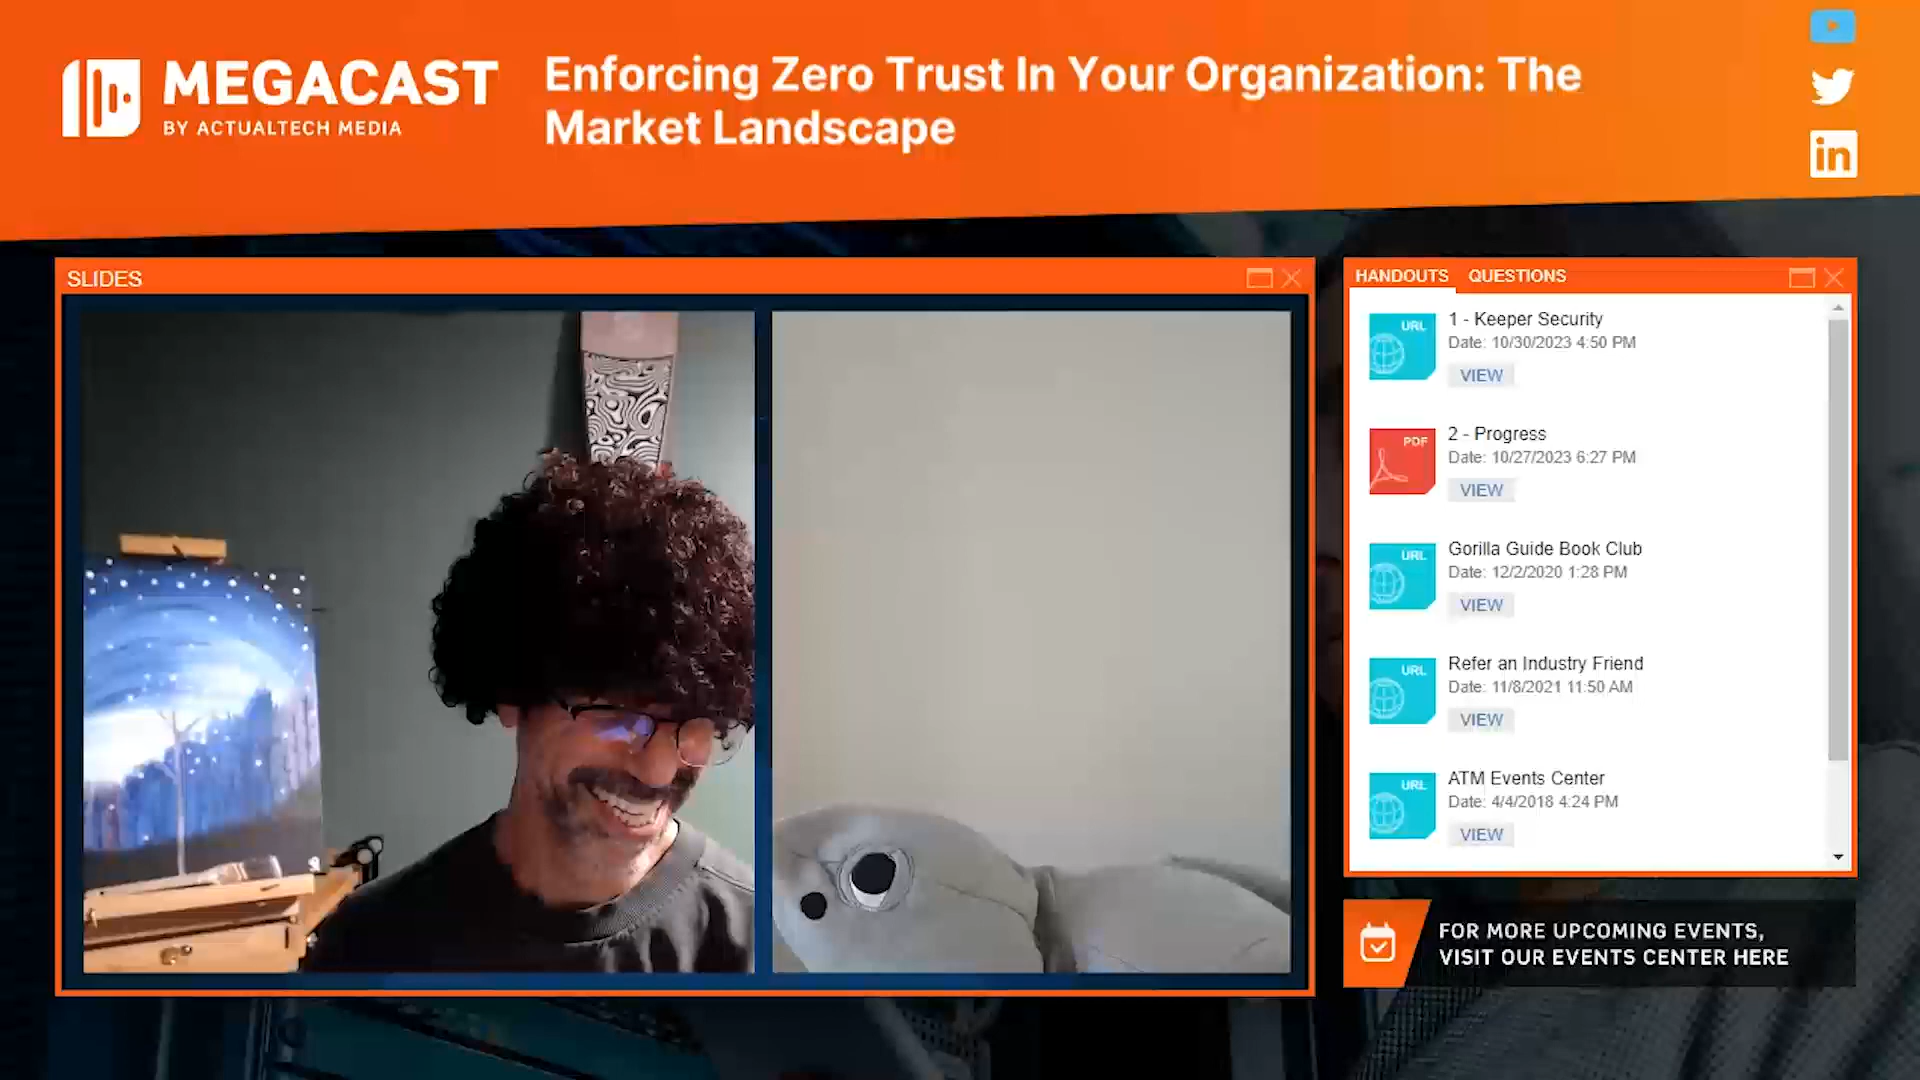 MEGACAST
BY ACTUALTECH MEDIA
Enforcing Zero Trust In Your Organization: The
Market Landscape
in
SLIDES
HANDOUTS QUESTIONS
URL
1 - Keeper Security
Date: 10/30/2023 4:50 PM
VIEW
PDF
2 - Progress
Date: 10/27/2023 6:27 PM
VIEW
URL
Gorilla Guide Book Club
Date: 12/2/2020 1:28 PM
VIEW
URL
Refer an Industry Friend
Date: 11/8/2021 11:50 AM
VIEW
URL
ATM Events Center
Date: 4/4/2018 4:24 PM
VIEW
FOR MORE UPCOMING EVENTS,
VISIT OUR EVENTS CENTER HERE